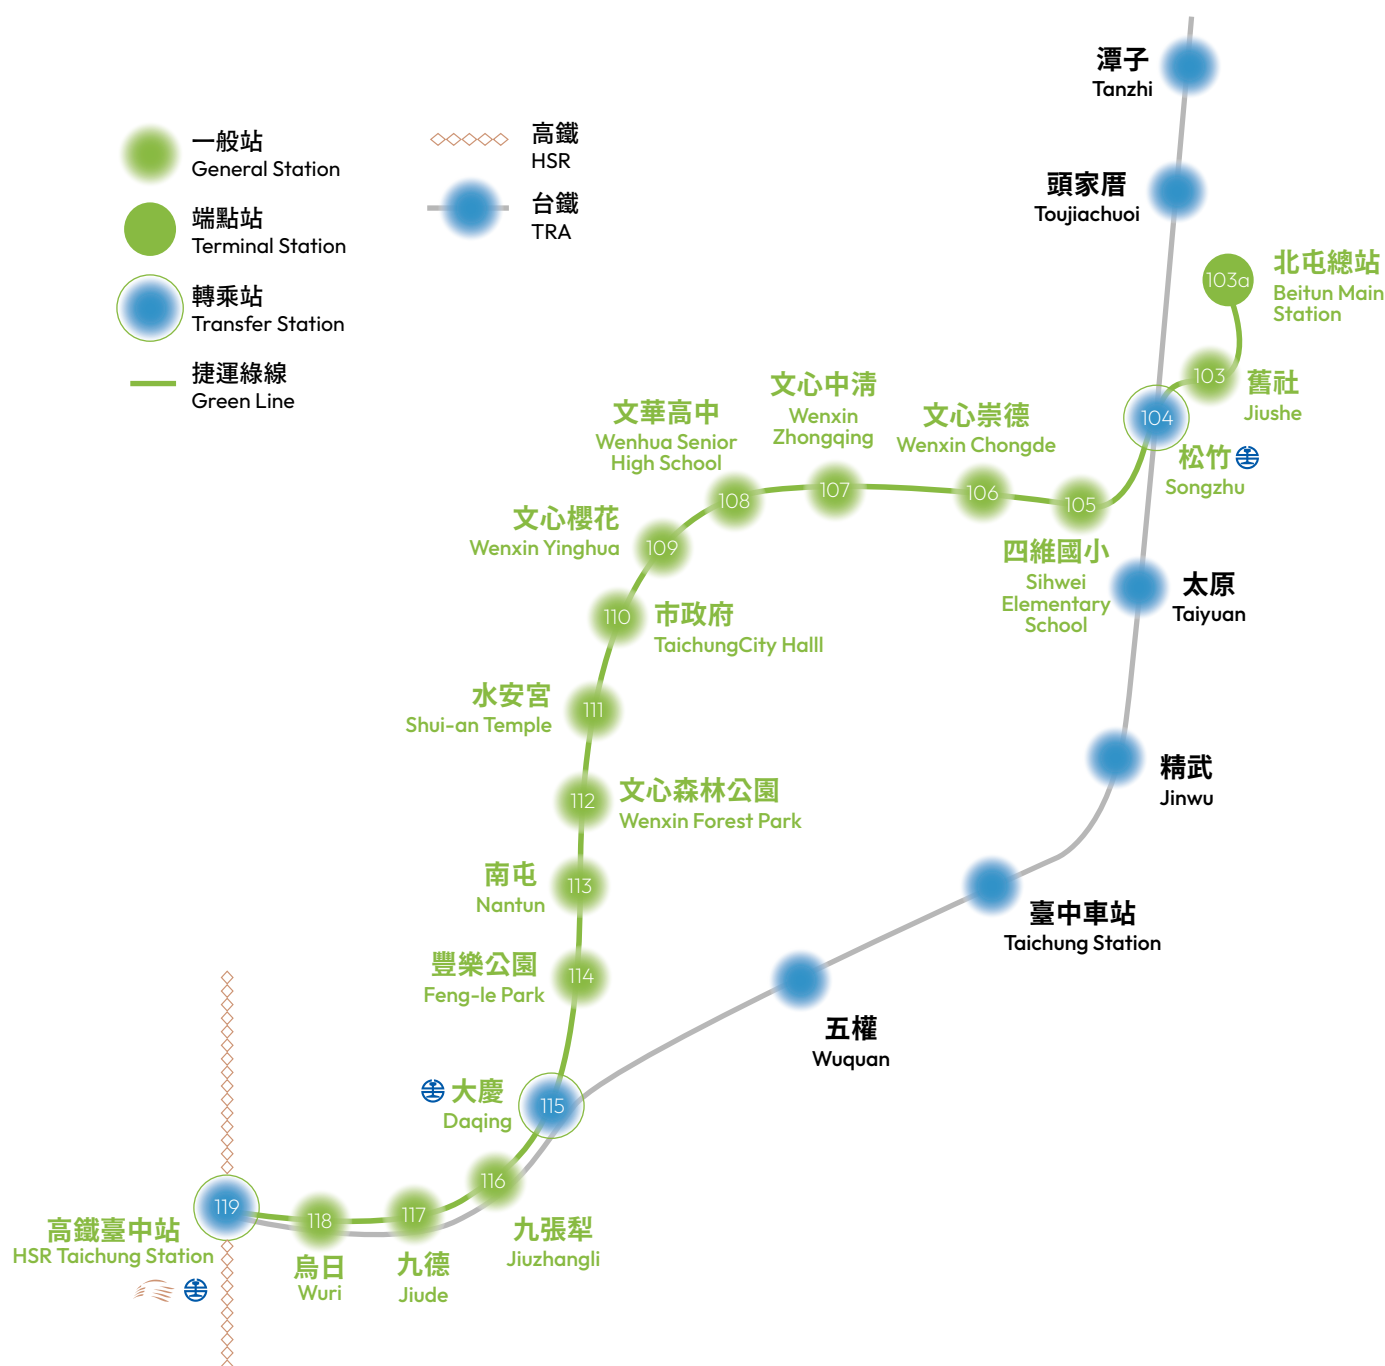 一般站
General Station
端點站
Terminal Station
轉乘站
Transfer Station
捷運綠線
Green Line
高鐵
HSR
台鐵
TRA
潭子
Tanzhi
頭家厝
Toujiachuoi
103a
北屯總站
Beitun Main
Station
103
舊社
Jiushe
104
松竹
Songzhu
105
四維國小
Sihwei
Elementary
School
文心崇德
Wenxin Chongde
106
文心中清
Wenxin
Zhongqing
107
文華高中
Wenhua Senior
High School
108
文心櫻花
Wenxin Yinghua
109
110
市政府
TaichungCity Halll
水安宮
Shui-an Temple
111
112
文心森林公園
Wenxin Forest Park
南屯
Nantun
113
豐樂公園
Feng-le Park
114
大慶
Daqing
115
116
九張犁
Jiuzhangli
117
九德
Jiude
118
烏日
Wuri
119
高鐵臺中站
HSR Taichung Station
太原
Taiyuan
精武
Jinwu
臺中車站
Taichung Station
五權
Wuquan